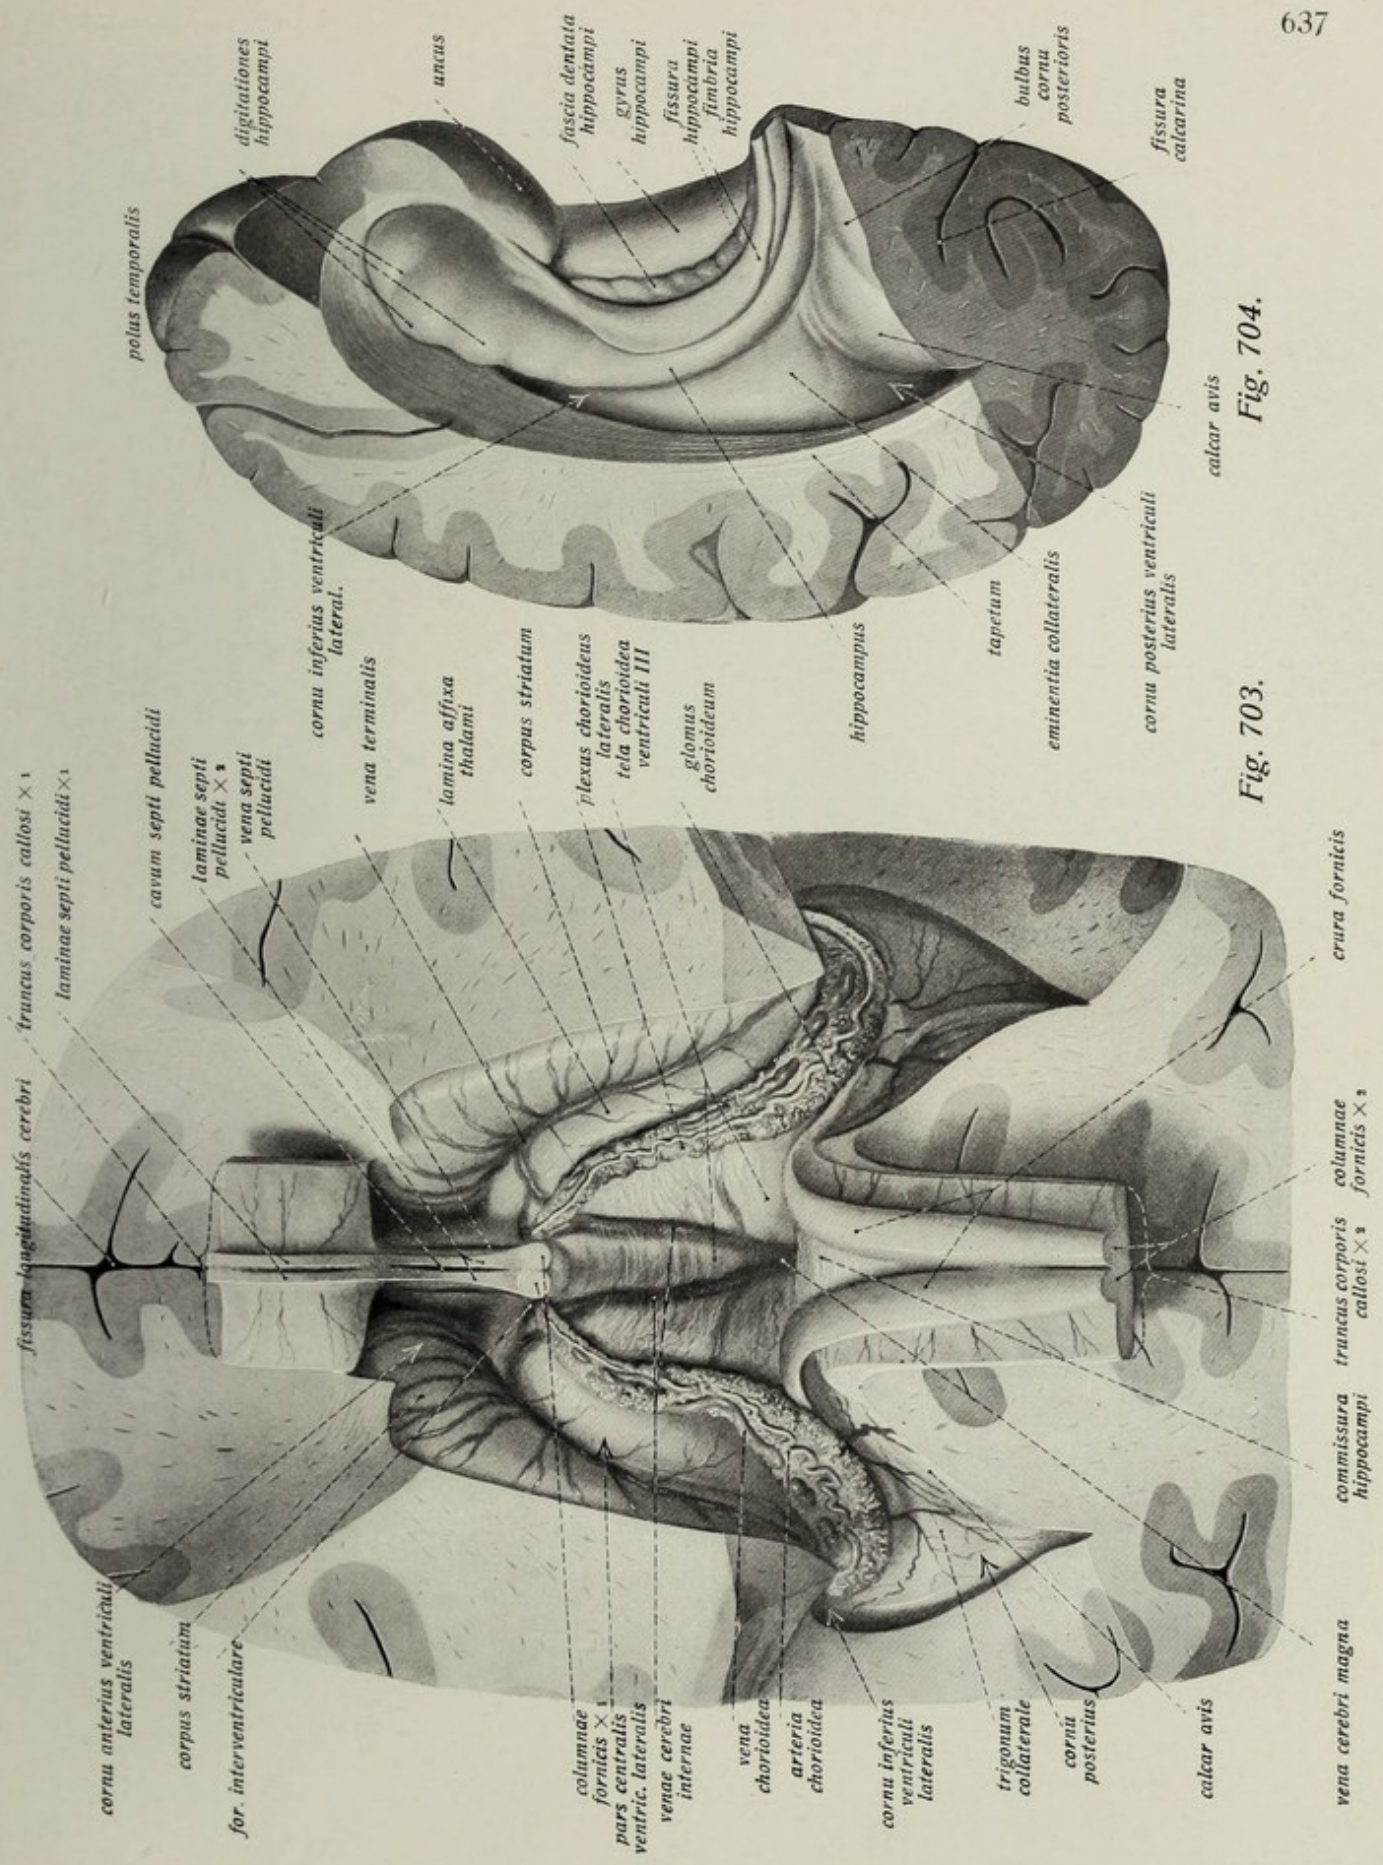 637
fissura longitudinalis cerebri
truncus corporis callosi × 1
laminae septi pellucidi × 1
cavum septi pellucidi
laminae septi
pellucidi × 2
vena septi
pellucidi
vena terminalis
lamina affixa
thalami
corpus striatum
plexus chorioideus
lateralis
tela chorioidea
ventriculi III
glomus
chorioideum
cornu anterius ventriculi
lateralis
corpus striatum
for. interventriculare
columnae
fornicis × 1
pars centralis
ventric. lateralis
venae cerebri
internae
vena
chorioidea
arteria
chorioidea
cornu inferius
ventriculi
lateralis
trigonum
collaterale
cornu
posterius
calcar avis
vena cerebri magna
commissura
hippocampi
truncus corporis
callosi × 2
columnae
fornicis × 2
crura fornicis
Fig. 703.
polus temporalis
digitationes
hippocampi
uncus
fascia dentata
hippocampi
gyrus
hippocampi
fissura
hippocampi
fimbria
hippocampi
bulbus
cornu
posterioris
fissura
calcarina
cornu inferius ventriculi
lateral.
hippocampus
tapetum
eminentia collateralis
cornu posterius ventriculi
lateralis
calcar avis
Fig. 704.